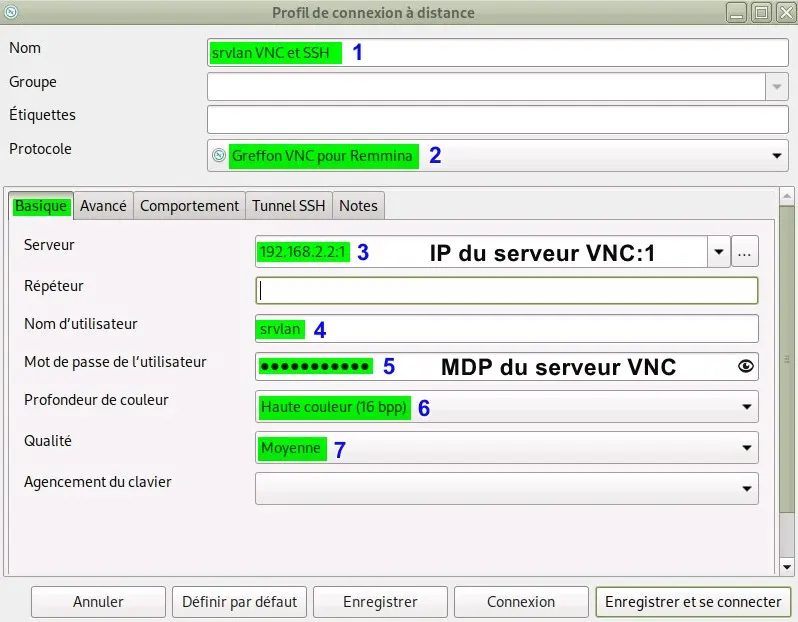 Profil de connexion à distance
Nom
srvlan VNC et SSH 1
Groupe
Étiquettes
Protocole
Greffon VNC pour Remmina 2
Basique Avancé Comportement Tunnel SSH Notes
Serveur
192.168.2.2:1 3 IP du serveur VNC:1 ...
Répéteur
Nom d'utilisateur
srvlan 4
Mot de passe de l'utilisateur
●●●●●●●●●●● 5 MDP du serveur VNC
Profondeur de couleur
Haute couleur (16 bpp) 6
Qualité
Moyenne 7
Agencement du clavier
Annuler Définir par défaut Enregistrer Connexion Enregistrer et se connecter